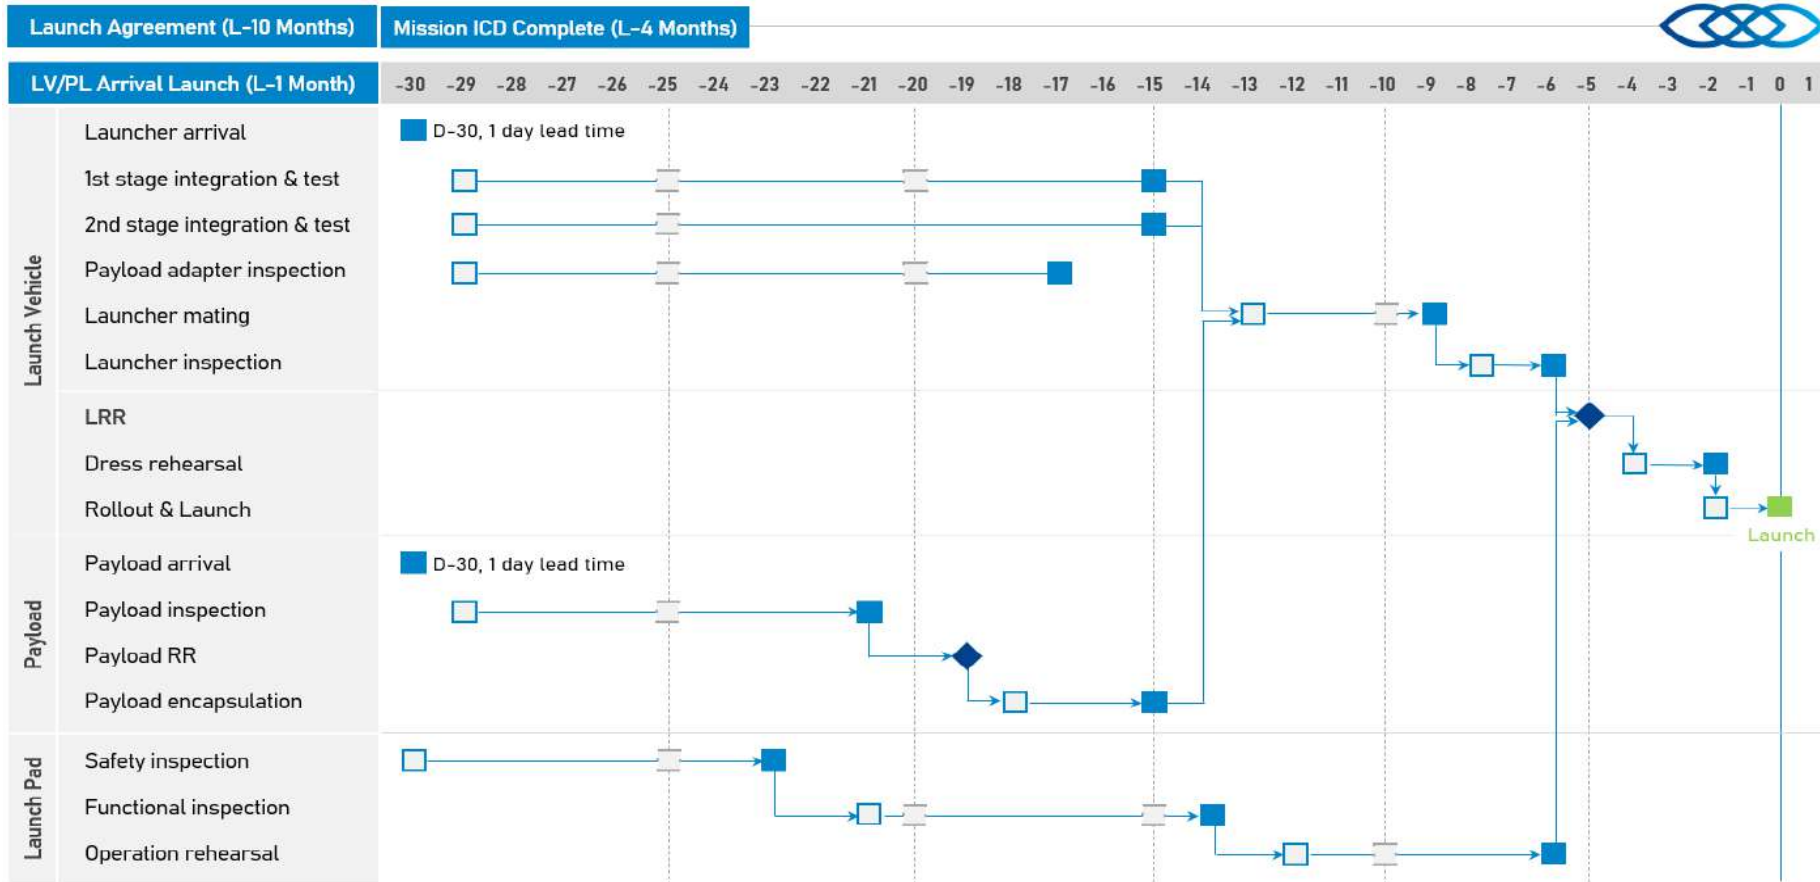 Launch Agreement (L-10 Months) Mission ICD Complete (L-4 Months)
LV/PL Arrival Launch (L-1 Month) -30 -29 -28 -27 -26 -25 -24 -23 -22 -21 -20 -19 -18 -17 -16 -15 -14 -13 -12 -11 -10 -9 -8 -7 -6 -5 -4 -3 -2 -1 0 1
Launch Vehicle
Launcher arrival D-30, 1 day lead time
1st stage integration & test
2nd stage integration & test
Payload adapter inspection
Launcher mating
Launcher inspection
LRR
Dress rehearsal
Rollout & Launch
Launch
Payload
Payload arrival D-30, 1 day lead time
Payload inspection
Payload RR
Payload encapsulation
Launch Pad
Safety inspection
Functional inspection
Operation rehearsal